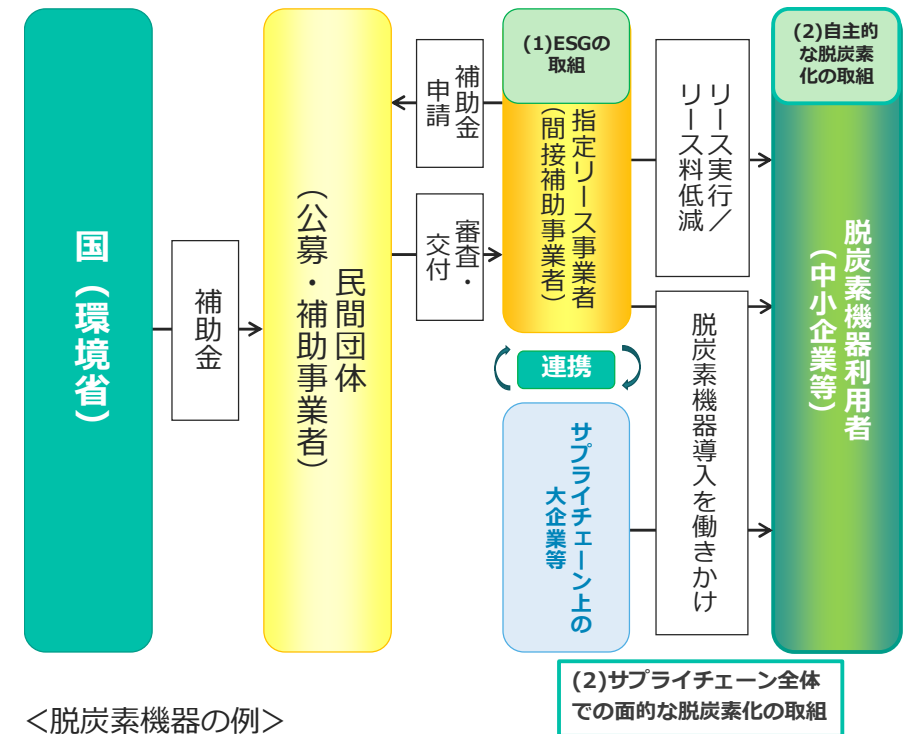 国（環境省）
補助金
民間団体
（公募・補助事業者）
補助金
申請
審査・
交付
(1)ESGの
取組
指定リース事業者
（間接補助事業者）
連携
サプライチェーン上の
大企業等
リース実行／
リース料低減
脱炭素機器導入を働きかけ
(2)自主的
な脱炭素
化の取組
脱炭素機器利用者
（中小企業等）
(2)サプライチェーン全体
での面的な脱炭素化の取組
＜脱炭素機器の例＞